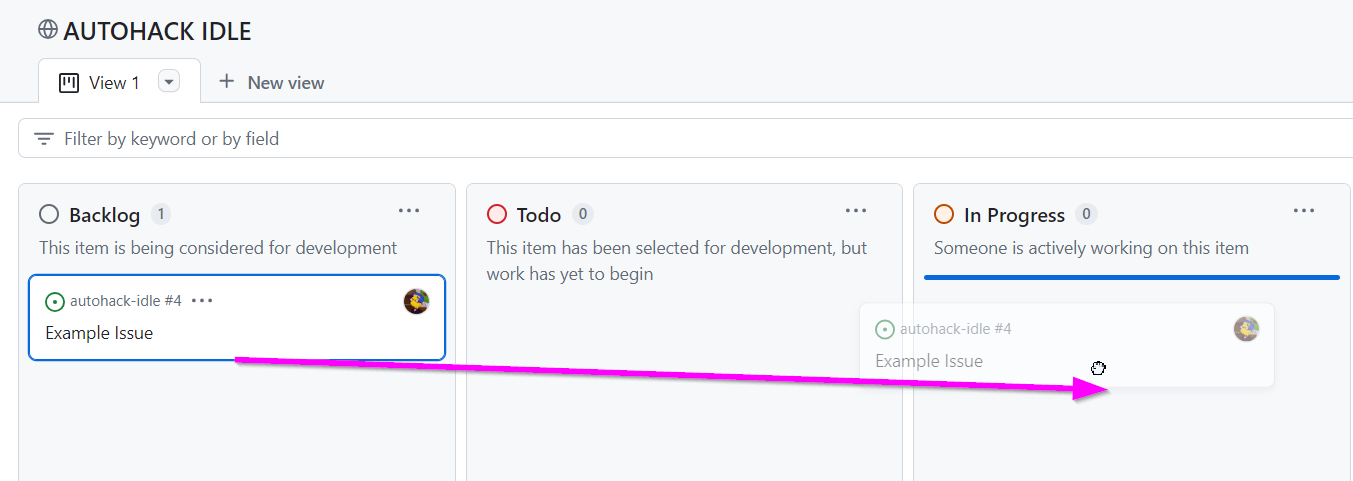 AUTOHACK IDLE
View 1
New view
Filter by keyword or by field
Backlog 1
This item is being considered for development
autohack-idle #4
Example Issue
Todo 0
This item has been selected for development, but
work has yet to begin
In Progress 0
Someone is actively working on this item
autohack-idle #4
Example Issue